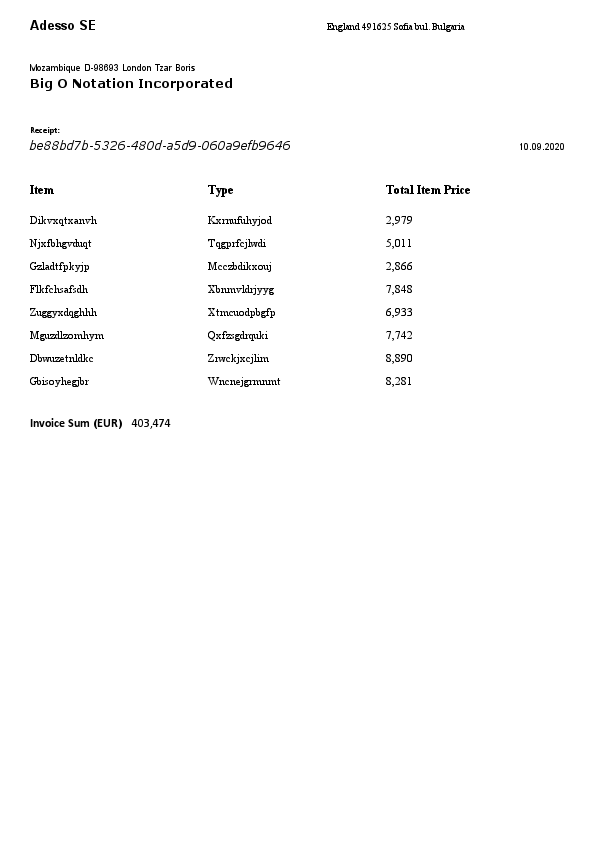 Adesso SE England 491625 Sofia bul. Bulgaria
Mozambique D-98693 London Tzar Boris
Big O Notation Incorporated
Receipt:
be88bd7b-5326-480d-a5d9-060a9efb9646 10.09.2020
Item Type Total Item Price
Dikvxqtxanvh Kxrnufuhyjod 2,979
Njxfbhgvduqt Tqgprfcjlwdi 5,011
Gzladtfpkyjp Mcczbdikxouj 2,866
Flkfchsafsdh Xbnmvldrjyyg 7,848
Zuggyxdqghhh Xtmcuodpbgfp 6,933
Mguzdlzomhym Qxfzsgdrquki 7,742
Dbwuzetnldkc Zrwckjxcjlim 8,890
Gbisoyhegjbr Wncnejgrmnmt 8,281
Invoice Sum (EUR) 403,474